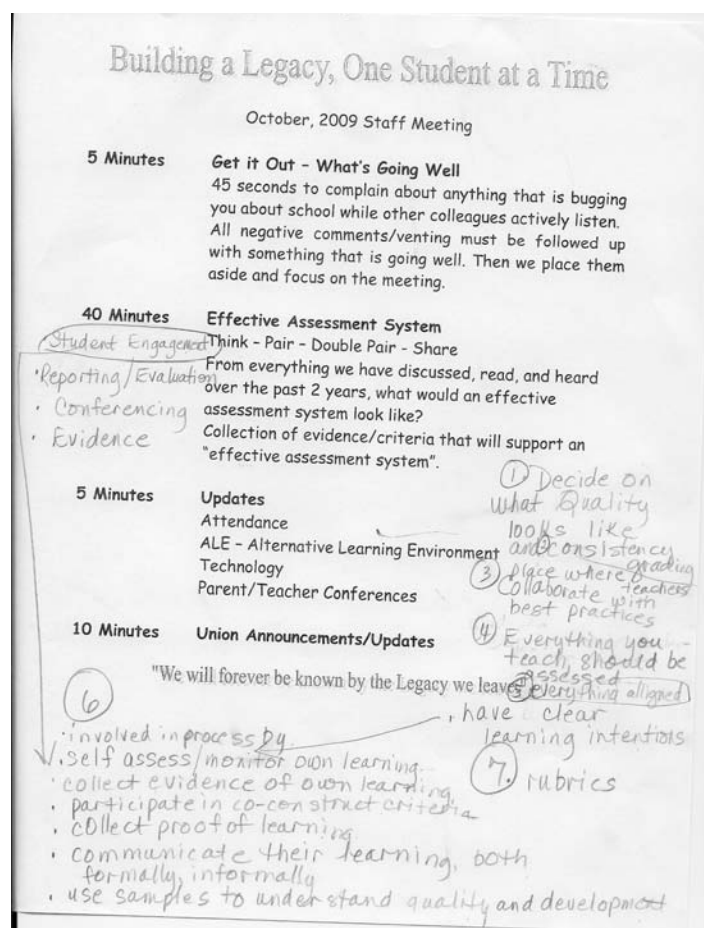 Building a Legacy, One Student at a Time
October, 2009 Staff Meeting
5 Minutes Get it Out - What's Going Well
45 seconds to complain about anything that is bugging
you about school while other colleagues actively listen.
All negative comments/venting must be followed up
with something that is going well. Then we place them
aside and focus on the meeting.
40 Minutes Effective Assessment System
Student Engagement Think - Pair - Double Pair - Share
From everything we have discussed, read, and heard
· Reporting/Evaluation over the past 2 years, what would an effective
· Conferencing assessment system look like?
· Evidence Collection of evidence/criteria that will support an
"effective assessment system".
5 Minutes Updates
Attendance
ALE - Alternative Learning Environment
Technology
Parent/Teacher Conferences
10 Minutes Union Announcements/Updates
"We will forever be known by the Legacy we leave"
① Decide on
what Quality
looks like
and ② consistency
grading
③ place where teachers
collaborate with
best practices
④ Everything you
teach, should be
assessed
⑤ everything alligned
⑥
· involved in process by
· self assess/monitor own learning
· collect evidence of own learning
· participate in co-construct criteria
· collect proof of learning
· communicate their learning, both
formally, informally
· use samples to understand quality and development
, have clear
learning intentions
7. rubrics